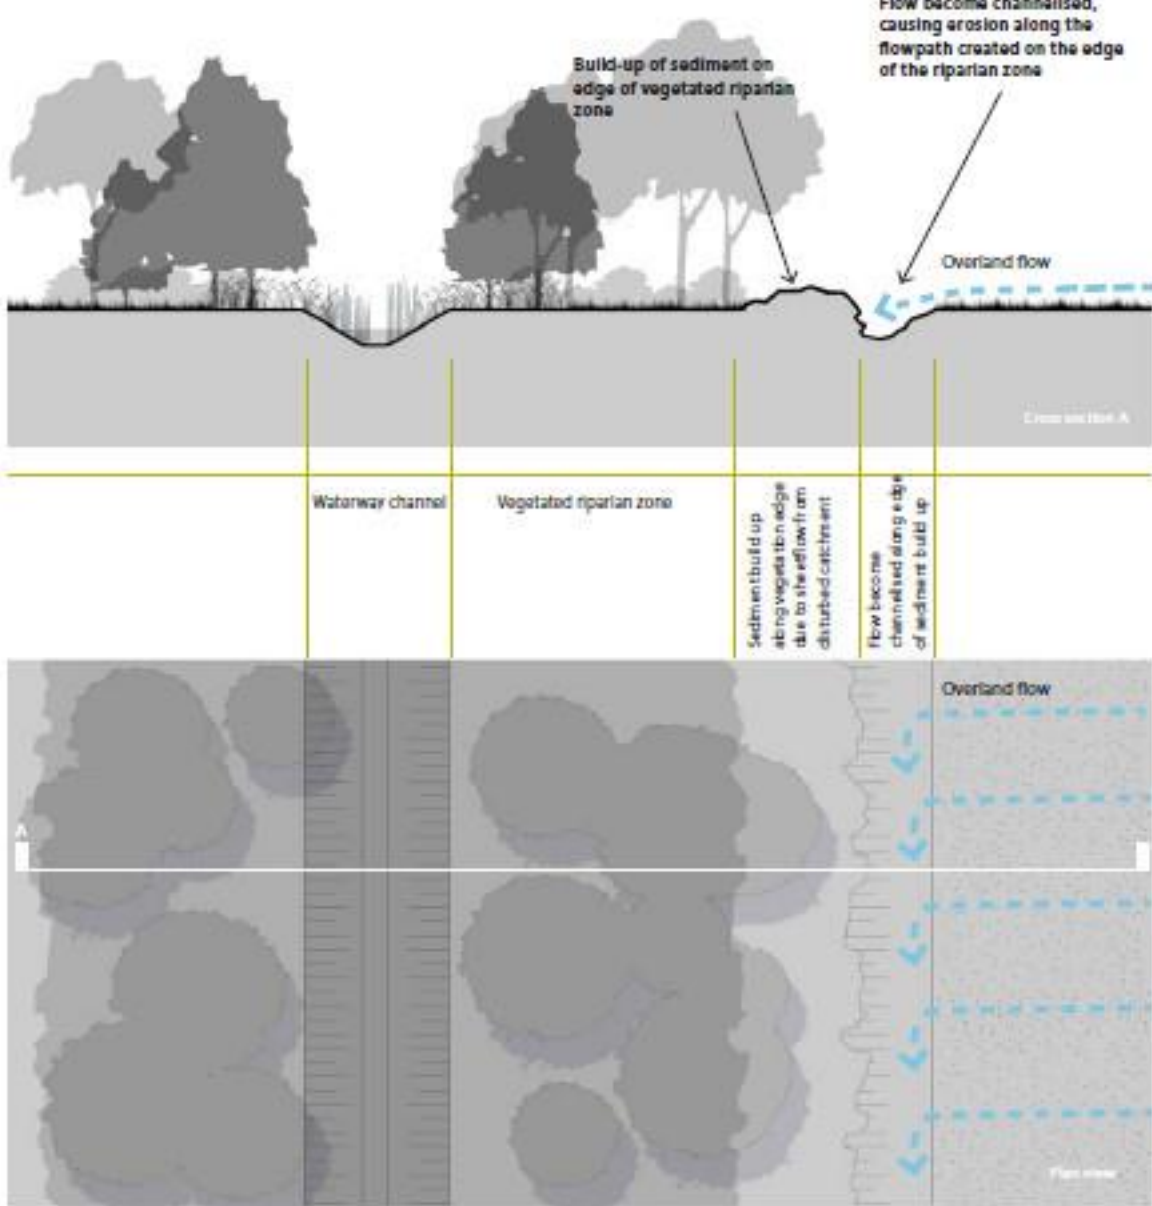 Flow become channelised,
causing erosion along the
flowpath created on the edge
of the riparian zone
Build-up of sediment on
edge of vegetated riparian
zone
Overland flow
Cross section A
Waterway channel
Vegetated riparian zone
Sediment build up
along vegetation edge
due to sheetflow from
disturbed catchment
Flow become
channelised along edge
of sediment build up
Overland flow
A
Plan view